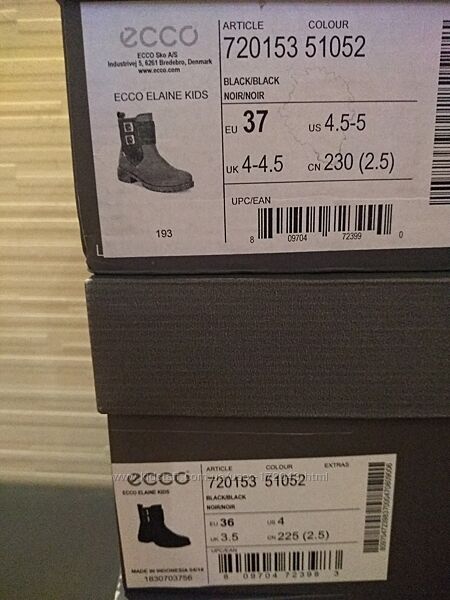 ecco
ECCO Sko A/S
Industrivej 5, 6261 Bredebro, Denmark
www.ecco.com
ECCO ELAINE KIDS
193
ARTICLE COLOUR
720153 51052
BLACK/BLACK
NOIR/NOIR
EU 37 US 4.5-5
UK 4-4.5 CN 230 (2.5)
UPC/EAN
8 09704 72399 0
ecco
ECCO ELAINE KIDS
MADE IN INDONESIA 04/18
1830703756
ARTICLE COLOUR EXTRAS
720153 51052
BLACK/BLACK
NOIR/NOIR
EU 36 US 4
UK 3.5 CN 225 (2.5)
UPC/EAN
8 09704 72398 3